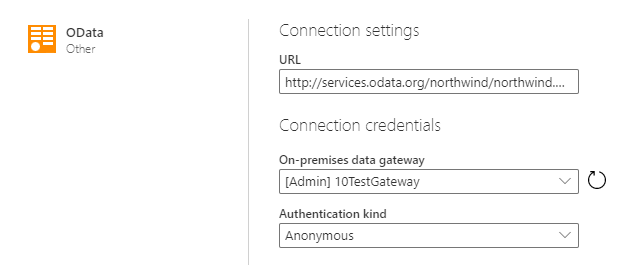 OData
Other
Connection settings
URL
http://services.odata.org/northwind/northwind....
Connection credentials
On-premises data gateway
[Admin] 10TestGateway
Authentication kind
Anonymous